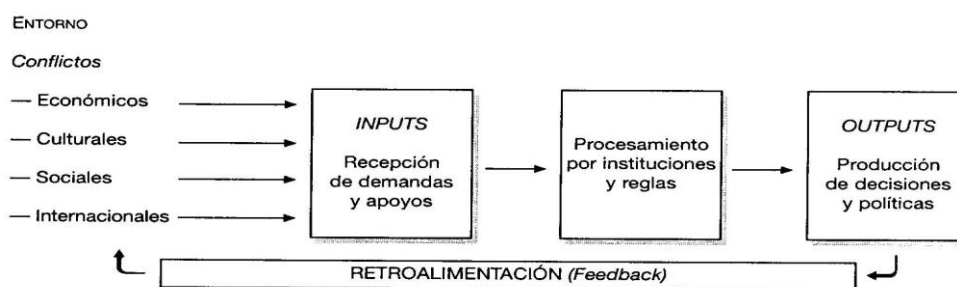 ENTORNO
Conflictos
— Económicos
— Culturales
— Sociales
— Internacionales
INPUTS
Recepción
de demandas
y apoyos
Procesamiento
por instituciones
y reglas
OUTPUTS
Producción
de decisiones
y políticas
RETROALIMENTACIÓN (Feedback)